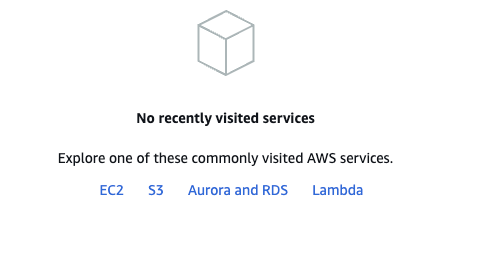 No recently visited services
Explore one of these commonly visited AWS services.
EC2 S3 Aurora and RDS Lambda